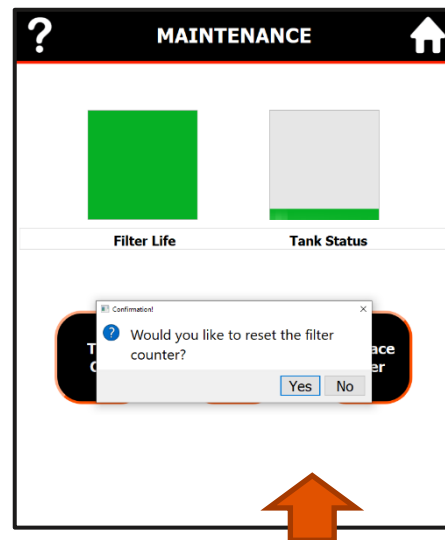 ?
MAINTENANCE
Filter Life
Tank Status
Confirmation!
Would you like to reset the filter
counter?
Yes
No